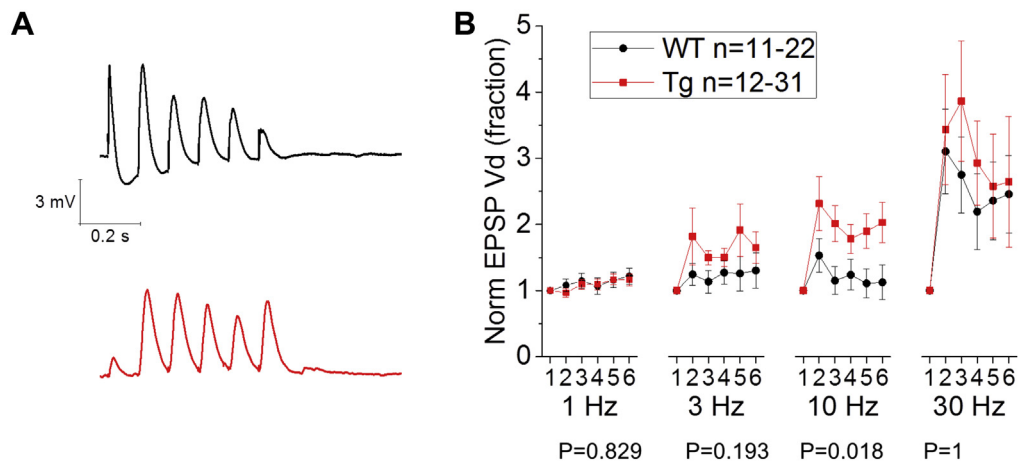 A
3 mV
0.2 s
B
Norm EPSP Vd (fraction)
5
4
3
2
1
0
WT n=11-22
Tg n=12-31
123456 123456 123456 123456
1 Hz 3 Hz 10 Hz 30 Hz
P=0.829 P=0.193 P=0.018 P=1